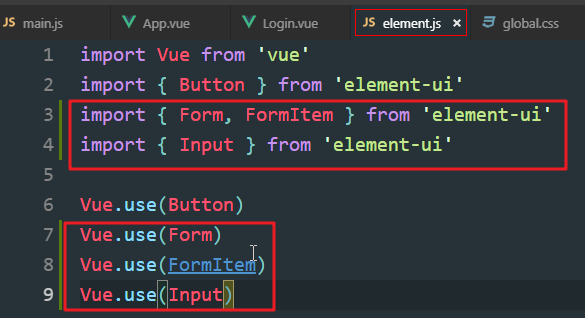 JS main.js App.vue Login.vue JS element.js × global.css
1 import Vue from 'vue'
2 import { Button } from 'element-ui'
3 import { Form, FormItem } from 'element-ui'
4 import { Input } from 'element-ui'
5
6 Vue.use(Button)
7 Vue.use(Form)
8 Vue.use(FormItem)
9 Vue.use(Input)